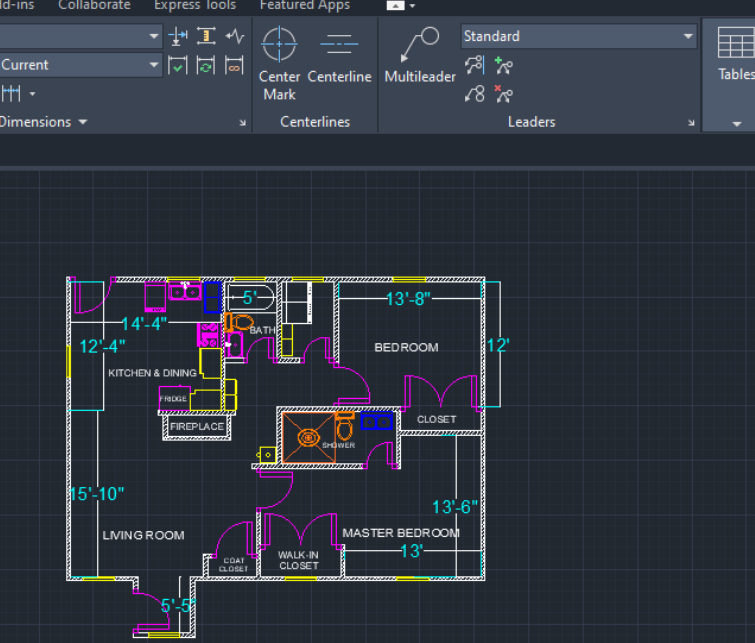 d-ins Collaborate Express Tools Featured Apps
Standard
Current
Center Mark
Centerline
Multileader
Tables
Dimensions
Centerlines
Leaders
5'
13'-8"
14'-4"
BATH
12'-4"
BEDROOM
12'
KITCHEN & DINING
FRIDGE
CLOSET
FIREPLACE
SHOWER
15'-10"
13'-6"
LIVING ROOM
MASTER BEDROOM
13'
WALK-IN
CLOSET
COAT
CLOSET
5'-5"